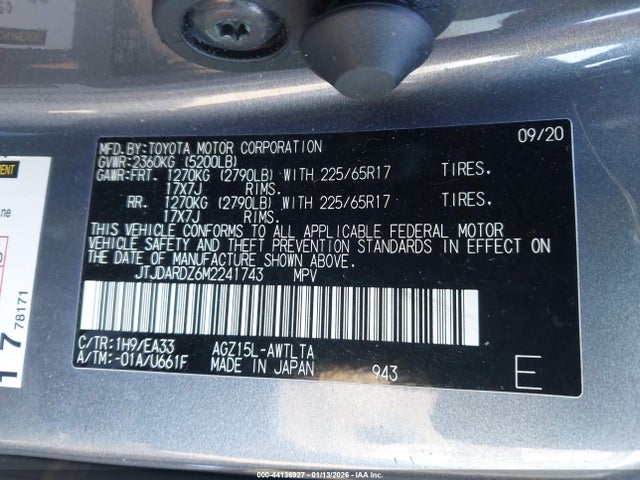 MFD.BY:TOYOTA MOTOR CORPORATION 09/20
GVWR:2360KG (5200LB)
GAWR:FRT. 1270KG (2790LB) WITH 225/65R17 TIRES.
17X7J RIMS.
RR. 1270KG (2790LB) WITH 225/65R17 TIRES.
17X7J RIMS.
THIS VEHICLE CONFORMS TO ALL APPLICABLE FEDERAL MOTOR
VEHICLE SAFETY AND THEFT PREVENTION STANDARDS IN EFFECT ON
THE DATE OF MANUFACTURE SHOWN ABOVE.
JTJDARDZ6M2241743 MPV
C/TR:1H9/EA33 AGZ15L-AWTLTA
A/TM:-01A/U661F MADE IN JAPAN 943 E
78171
000-44136927 - 01/13/2026 - IAAI.CA